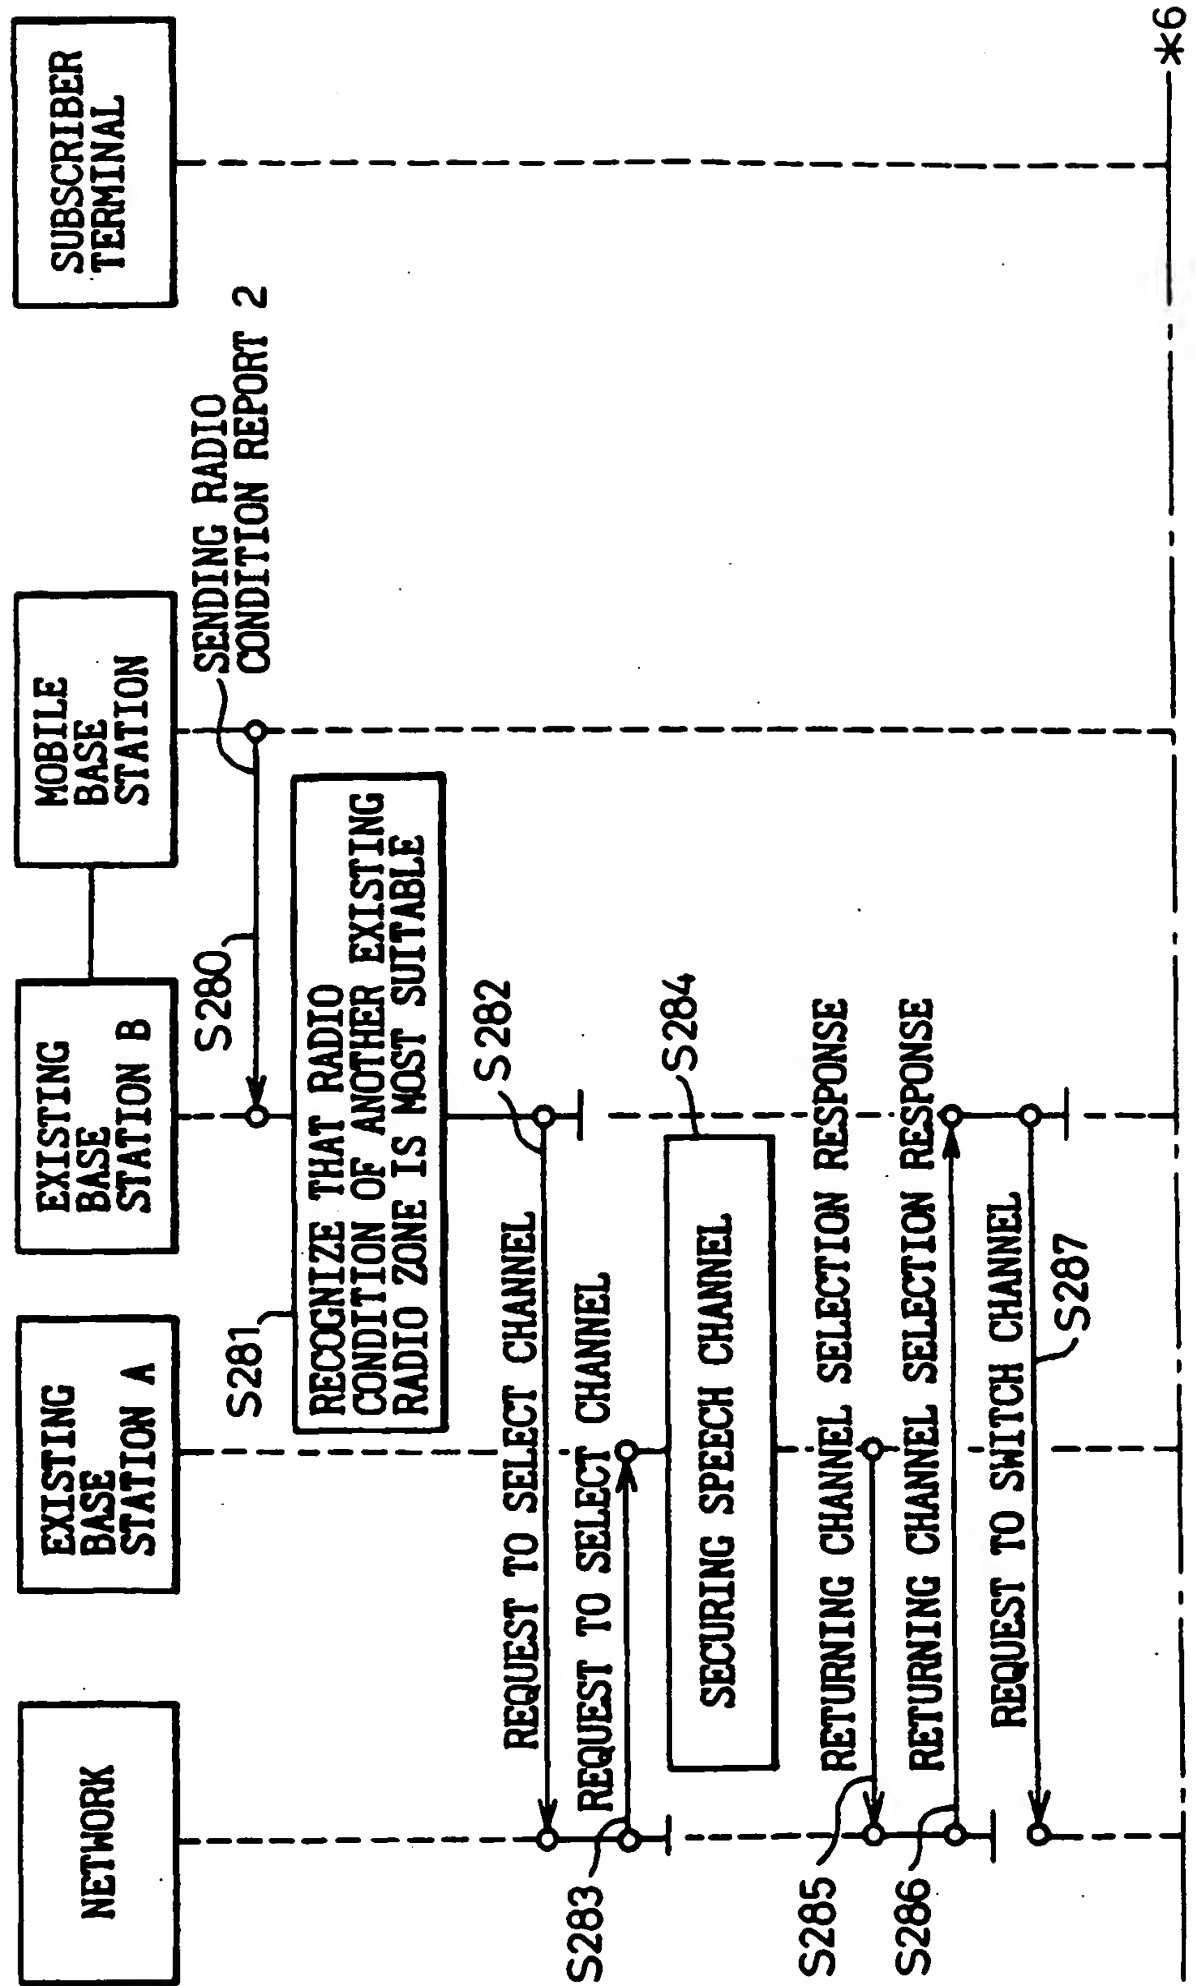 NETWORK
EXISTING
BASE
STATION A
EXISTING
BASE
STATION B
MOBILE
BASE
STATION
SUBSCRIBER
TERMINAL
S280
SENDING RADIO
CONDITION REPORT 2
S281
RECOGNIZE THAT RADIO
CONDITION OF ANOTHER EXISTING
RADIO ZONE IS MOST SUITABLE
REQUEST TO SELECT CHANNEL
S282
S283
REQUEST TO SELECT CHANNEL
SECURING SPEECH CHANNEL
S284
S285
RETURNING CHANNEL SELECTION RESPONSE
S286
RETURNING CHANNEL SELECTION RESPONSE
REQUEST TO SWITCH CHANNEL
S287
*6